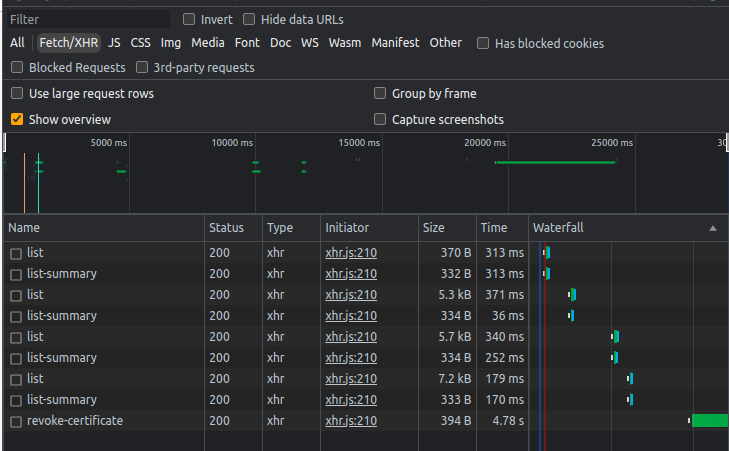 Filter Invert Hide data URLs
All Fetch/XHR JS CSS Img Media Font Doc WS Wasm Manifest Other Has blocked cookies
Blocked Requests 3rd-party requests
Use large request rows Group by frame
Show overview Capture screenshots
5000 ms 10000 ms 15000 ms 20000 ms 25000 ms 30
Name Status Type Initiator Size Time Waterfall
list 200 xhr xhr.js:210 370 B 313 ms
list-summary 200 xhr xhr.js:210 332 B 313 ms
list 200 xhr xhr.js:210 5.3 kB 371 ms
list-summary 200 xhr xhr.js:210 334 B 36 ms
list 200 xhr xhr.js:210 5.7 kB 340 ms
list-summary 200 xhr xhr.js:210 334 B 252 ms
list 200 xhr xhr.js:210 7.2 kB 179 ms
list-summary 200 xhr xhr.js:210 333 B 170 ms
revoke-certificate 200 xhr xhr.js:210 394 B 4.78 s